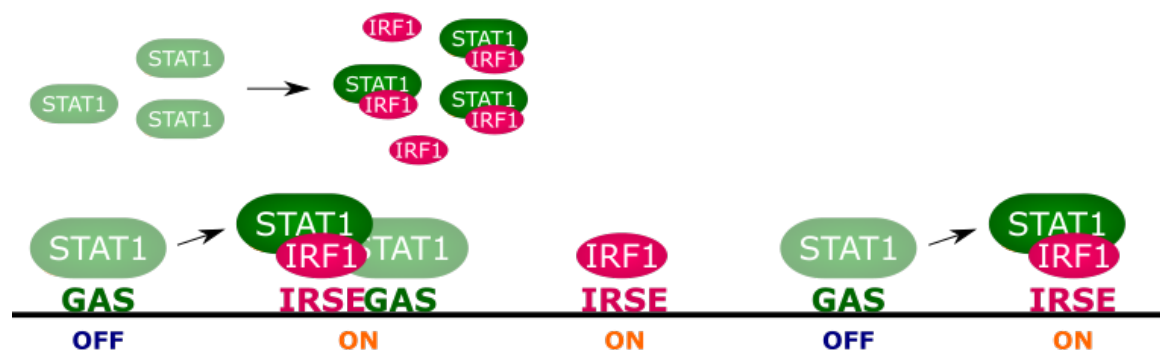 IRF1
STAT1
IRF1
STAT1
STAT1
IRF1
STAT1
STAT1
IRF1
STAT1
IRF1
STAT1 STAT1 STAT1 STAT1 STAT1
IRF1 IRF1 IRF1
GAS IRSEGAS IRSE GAS IRSE
OFF ON ON OFF ON